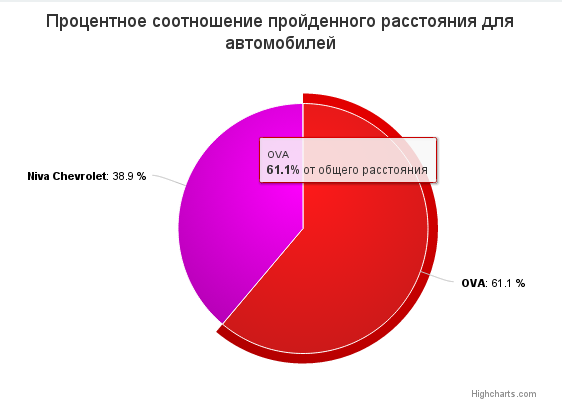 Процентное соотношение пройденного расстояния для
автомобилей
OVA
61.1% от общего расстояния
Niva Chevrolet: 38.9 %
OVA: 61.1 %
Highcharts.com